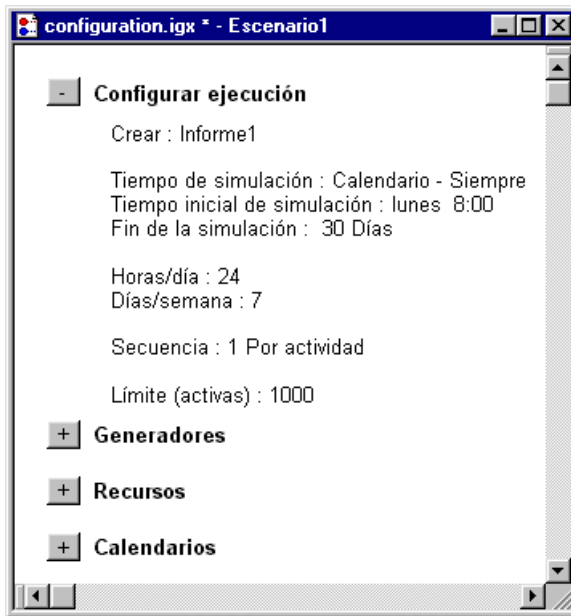 configuration.igx * - Escenario1
- Configurar ejecución
Crear : Informe1
Tiempo de simulación : Calendario - Siempre
Tiempo inicial de simulación : lunes 8:00
Fin de la simulación : 30 Días
Horas/día : 24
Días/semana : 7
Secuencia : 1 Por actividad
Límite (activas) : 1000
+ Generadores
+ Recursos
+ Calendarios